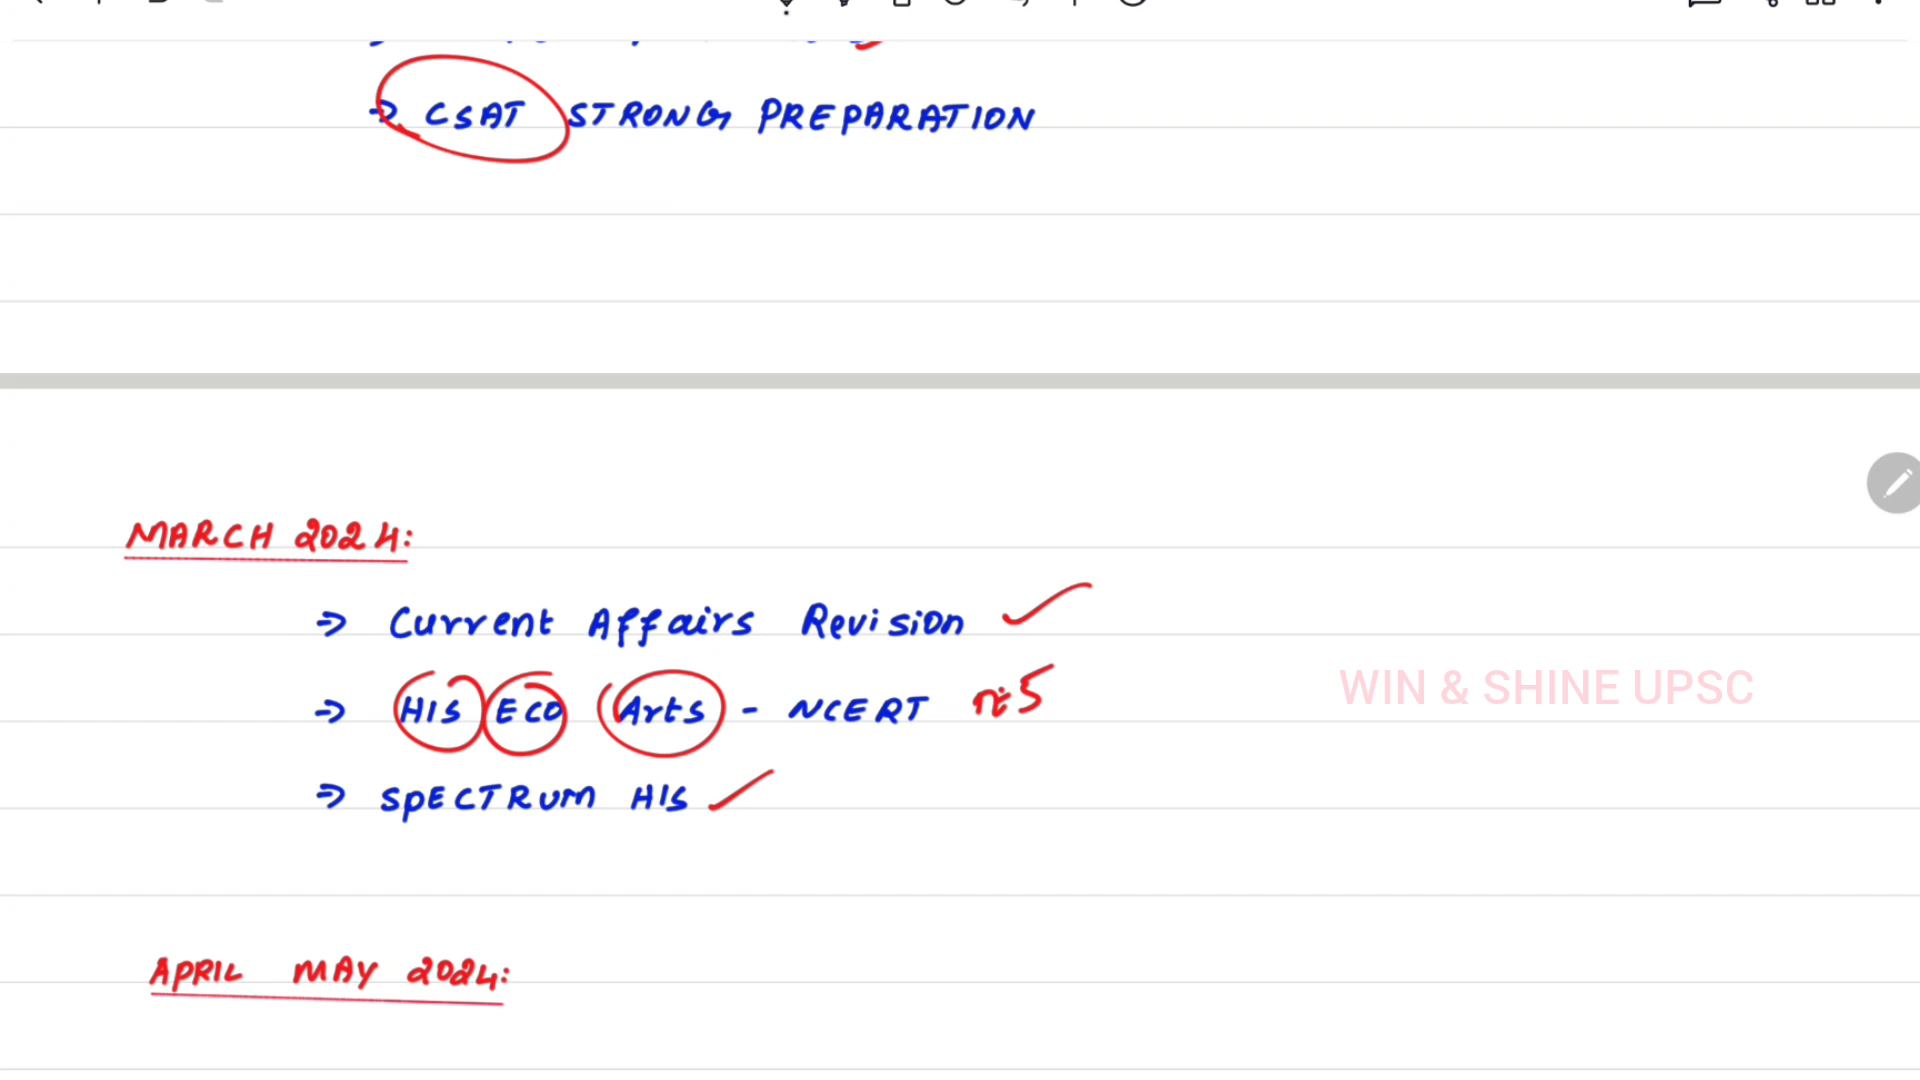 ⇒ CSAT STRONG PREPARATION
MARCH 2024:
⇒ Current Affairs Revision ✓
⇒ HIS ECO Arts - NCERT
WIN & SHINE UPSC
⇒ SPECTRUM HIS ✓
APRIL MAY 2024: